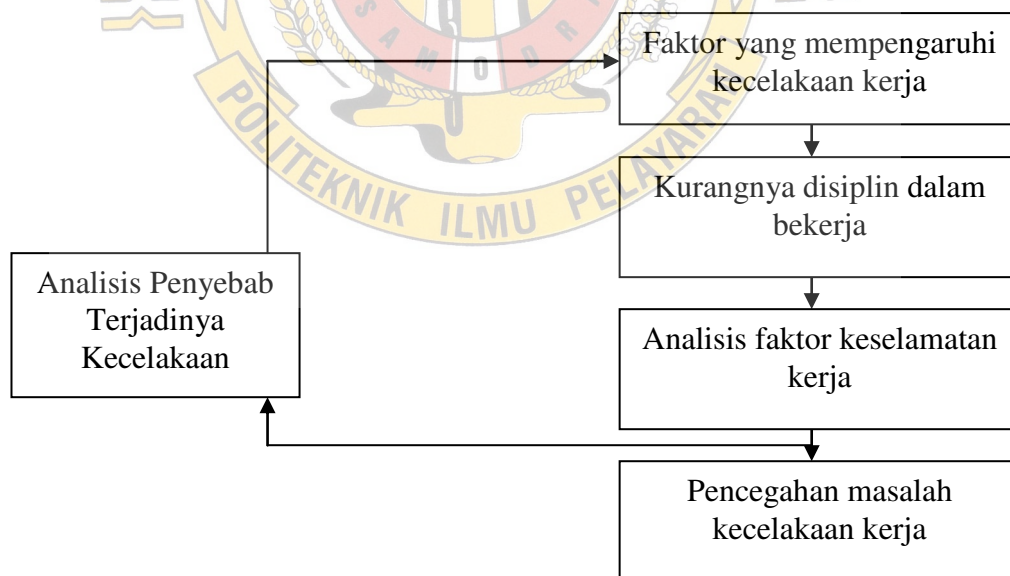 Faktor yang mempengaruhi
kecelakaan kerja
Kurangnya disiplin dalam
bekerja
Analisis Penyebab
Terjadinya
Kecelakaan
Analisis faktor keselamatan
kerja
Pencegahan masalah
kecelakaan kerja
POLITEKNIK ILMU PELAYARAN